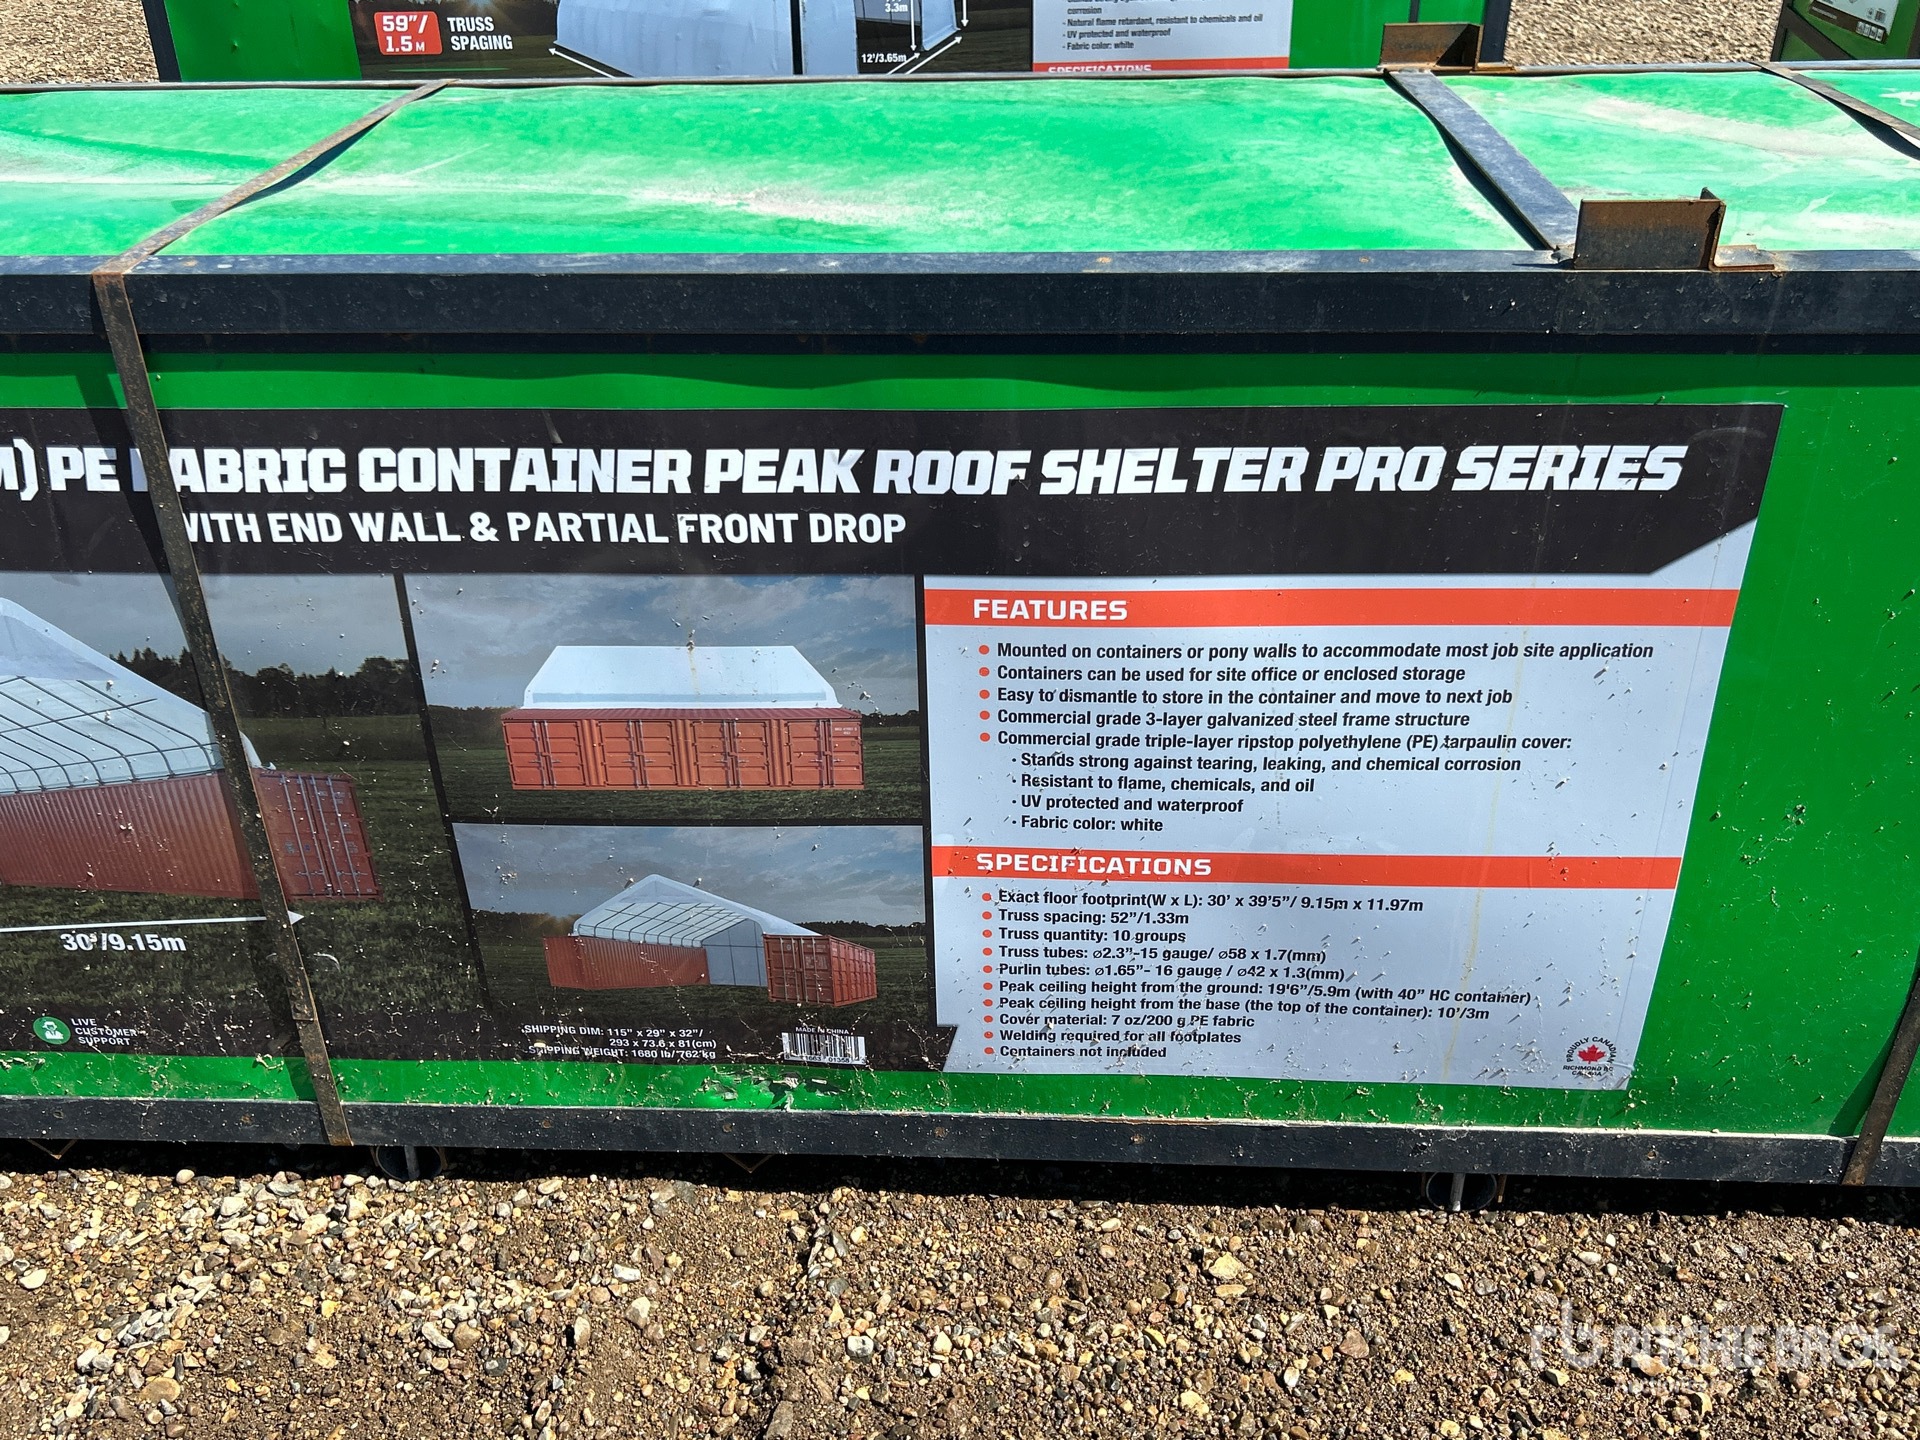 59"/
1.5 M
TRUSS
SPAGING
3.3m
12'/3.65m
corrosion
- Natural flame retardant, resistant to chemicals and oil
- UV protected and waterproof
- Fabric color: white
SPECIFICATIONS
M) PE FABRIC CONTAINER PEAK ROOF SHELTER PRO SERIES
WITH END WALL & PARTIAL FRONT DROP
30'/9.15m
LIVE
CUSTOMER
SUPPORT
SHIPPING DIM: 115" x 29" x 32"/
293 x 73.6 x 81(cm)
SHIPPING WEIGHT: 1680 lb/ 762 kg
MADE IN CHINA
FEATURES
• Mounted on containers or pony walls to accommodate most job site application
• Containers can be used for site office or enclosed storage
• Easy to dismantle to store in the container and move to next job
• Commercial grade 3-layer galvanized steel frame structure
• Commercial grade triple-layer ripstop polyethylene (PE) tarpaulin cover:
· Stands strong against tearing, leaking, and chemical corrosion
· Resistant to flame, chemicals, and oil
· UV protected and waterproof
· Fabric color: white
SPECIFICATIONS
• Exact floor footprint(W x L): 30' x 39'5"/ 9.15m x 11.97m
• Truss spacing: 52"/1.33m
• Truss quantity: 10 groups
• Truss tubes: ø2.3"-15 gauge/ ø58 x 1.7(mm)
• Purlin tubes: ø1.65"- 16 gauge / ø42 x 1.3(mm)
• Peak ceiling height from the ground: 19'6"/5.9m (with 40" HC container)
• Peak ceiling height from the base (the top of the container): 10'/3m
• Cover material: 7 oz/200 g PE fabric
• Welding required for all footplates
• Containers not included
PROUDLY CANADIAN
RICHMOND BC
CANADA
RITCHIE BROS.